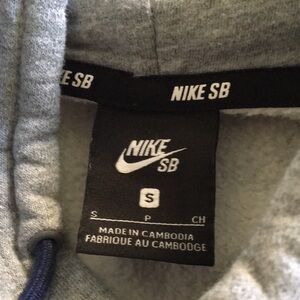 E SB
NIKE SB
NIKE
SB
S
S P CH
MADE IN CAMBODIA
FABRIQUE AU CAMBODGE